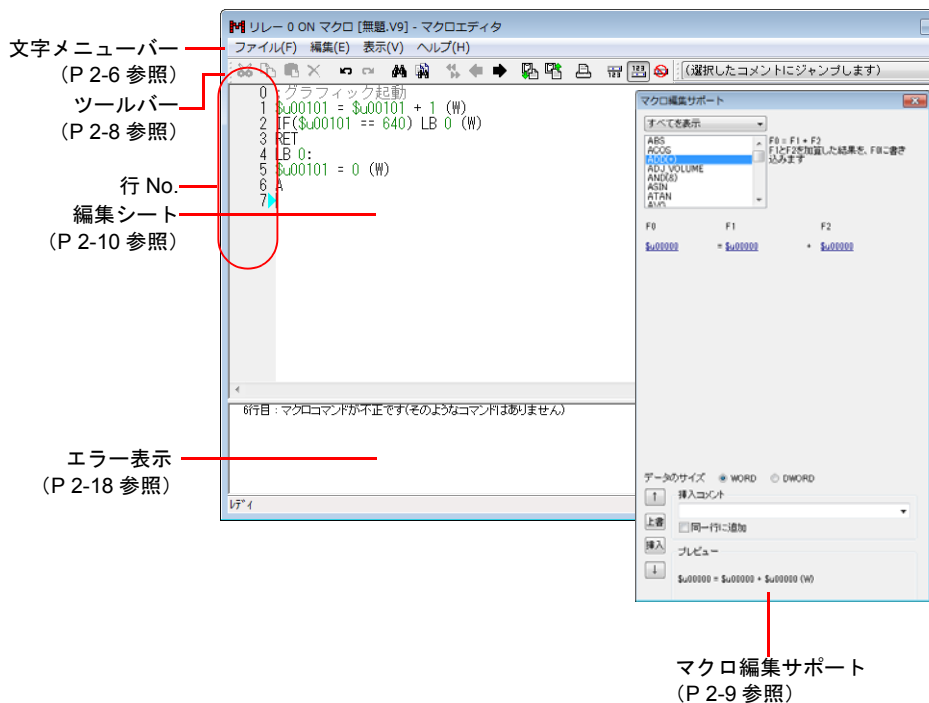 リレー 0 ON マクロ [無題.V9] - マクロエディタ
ファイル(F) 編集(E) 表示(V) ヘルプ(H)
(選択したコメントにジャンプします)
文字メニューバー
（P 2-6 参照）
ツールバー
（P 2-8 参照）
行 No.
編集シート
（P 2-10 参照）
0 ;グラフィック起動
1 $u00101 = $u00101 + 1 (W)
2 IF($u00101 == 640) LB 0 (W)
3 RET
4 LB 0:
5 $u00101 = 0 (W)
6 A
7
6行目 : マクロコマンドが不正です(そのようなコマンドはありません)
エラー表示
（P 2-18 参照）
ﾚﾃﾞｨ
マクロ編集サポート
すべてを表示
ABS
ACOS
ADD(+)
ADJ_VOLUME
AND(&)
ASIN
ATAN
AVG
F0 = F1 + F2
F1とF2を加算した結果を、F0に書き
込みます
F0 F1 F2
$u00000 = $u00000 + $u00000
データのサイズ WORD DWORD
↑ 挿入コメント
上書 同一行に追加
挿入 プレビュー
↓ $u00000 = $u00000 + $u00000 (W)
マクロ編集サポート
（P 2-9 参照）